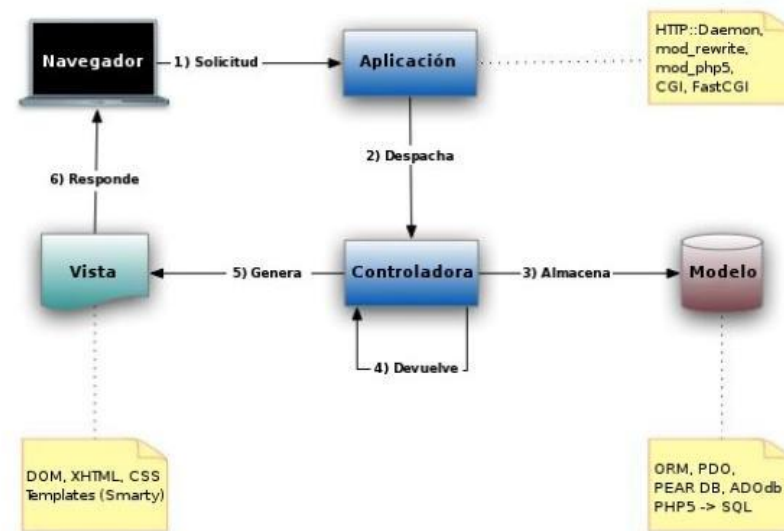 HTTP::Daemon,
mod_rewrite,
mod_php5,
CGI, FastCGI
Navegador
1) Solicitud
Aplicación
2) Despacha
6) Responde
Vista
5) Genera
Controladora
3) Almacena
Modelo
4) Devuelve
DOM, XHTML, CSS
Templates (Smarty)
ORM, PDO,
PEAR DB, ADOdb
PHP5 -> SQL